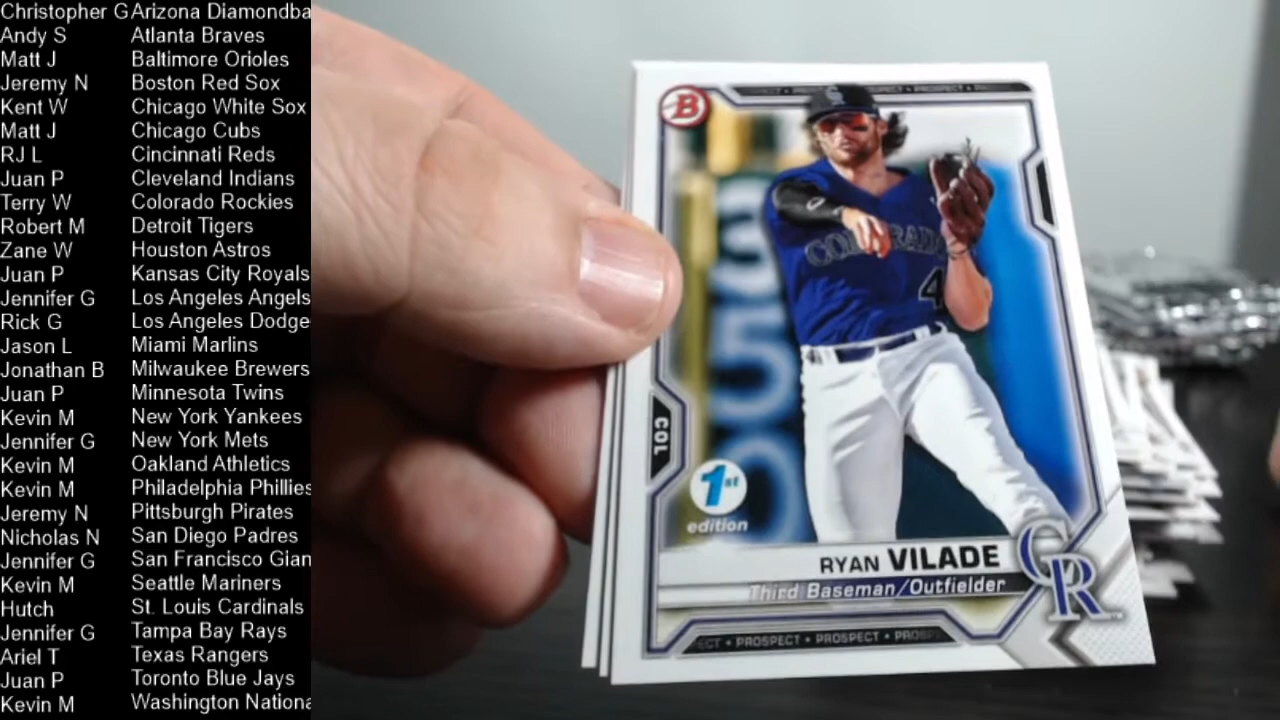 Christopher G Arizona Diamondba
Andy S Atlanta Braves
Matt J Baltimore Orioles
Jeremy N Boston Red Sox
Kent W Chicago White Sox
Matt J Chicago Cubs
RJ L Cincinnati Reds
Juan P Cleveland Indians
Terry W Colorado Rockies
Robert M Detroit Tigers
Zane W Houston Astros
Juan P Kansas City Royals
Jennifer G Los Angeles Angels
Rick G Los Angeles Dodge
Jason L Miami Marlins
Jonathan B Milwaukee Brewers
Juan P Minnesota Twins
Kevin M New York Yankees
Jennifer G New York Mets
Kevin M Oakland Athletics
Kevin M Philadelphia Phillies
Jeremy N Pittsburgh Pirates
Nicholas N San Diego Padres
Jennifer G San Francisco Gian
Kevin M Seattle Mariners
Hutch St. Louis Cardinals
Jennifer G Tampa Bay Rays
Ariel T Texas Rangers
Juan P Toronto Blue Jays
Kevin M Washington Nationa
B
PROSPECT
COLORADO
4
350
COL
1st
edition
RYAN VILADE
Third Baseman/Outfielder
CR
ECT • PROSPECT • PROSPECT • PROSP